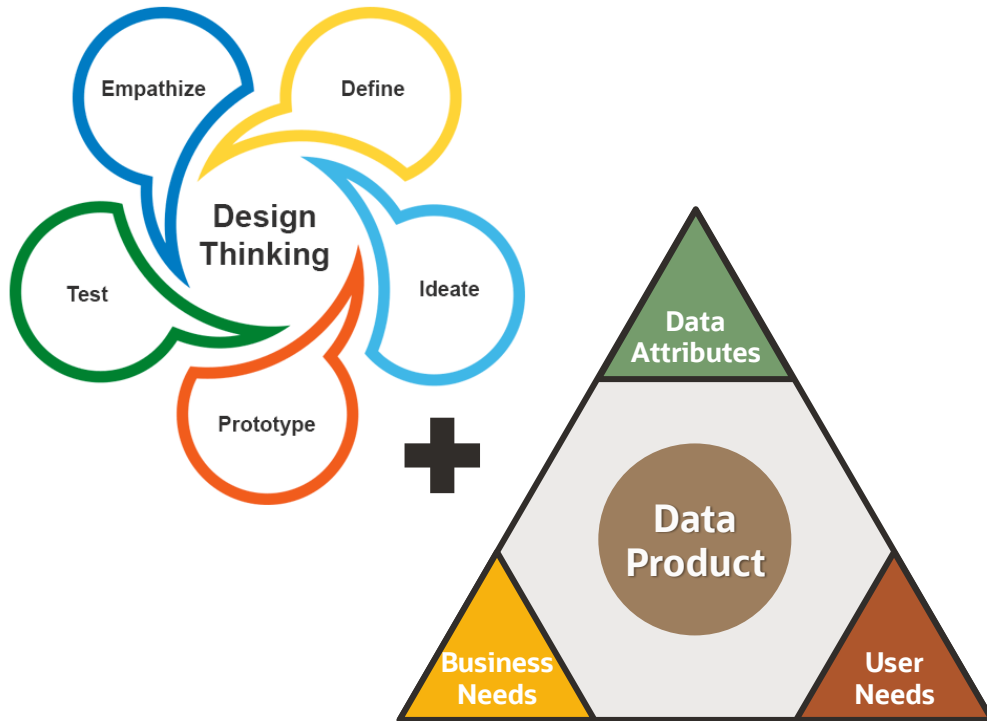 Empathize
Define
Design
Thinking
Test
Ideate
Prototype
Data
Attributes
Data
Product
Business
Needs
User
Needs